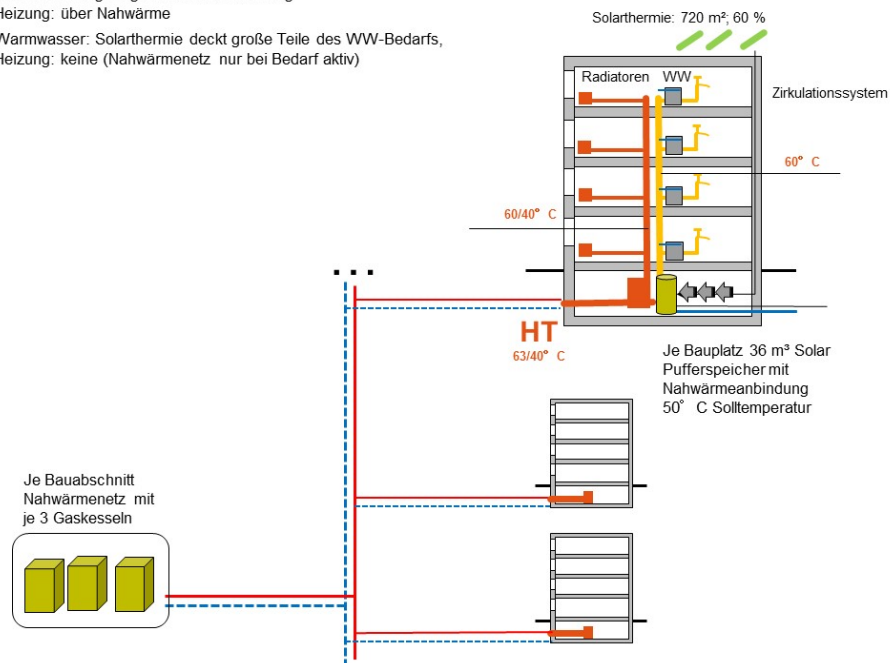 Heizung: über Nahwärme
Warmwasser: Solarthermie deckt große Teile des WW-Bedarfs,
Heizung: keine (Nahwärmenetz nur bei Bedarf aktiv)
Solarthermie: 720 m²; 60 %
Radiatoren WW
Zirkulationssystem
60° C
60/40° C
...
HT
63/40° C
Je Bauplatz 36 m³ Solar
Pufferspeicher mit
Nahwärmeanbindung
50° C Solltemperatur
Je Bauabschnitt
Nahwärmenetz mit
je 3 Gaskesseln